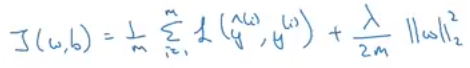 J(w,b) = 1/m Σ_{i=1}^{m} L(ŷ^{(i)}, y^{(i)}) + λ/2m ||w||_2^2